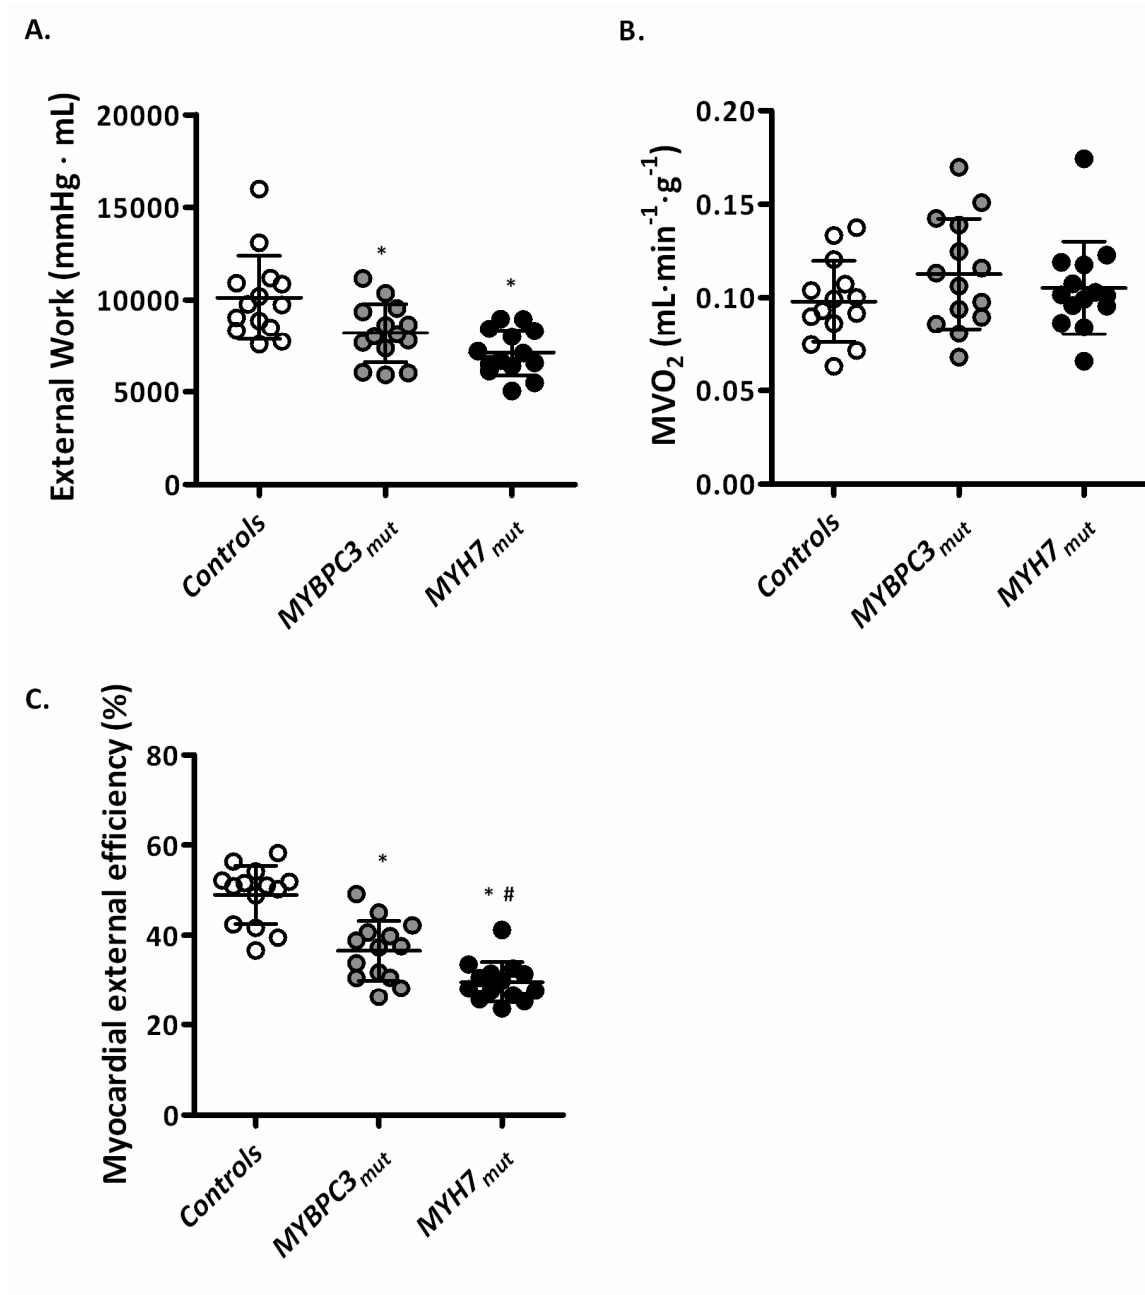 A.
External Work (mmHg · mL)
20000
15000
10000
5000
0
*
*
Controls
MYBPC3 mut
MYH7 mut
B.
MVO₂ (mL·min⁻¹·g⁻¹)
0.20
0.15
0.10
0.05
0.00
Controls
MYBPC3 mut
MYH7 mut
C.
Myocardial external efficiency (%)
80
60
40
20
0
*
* #
Controls
MYBPC3 mut
MYH7 mut